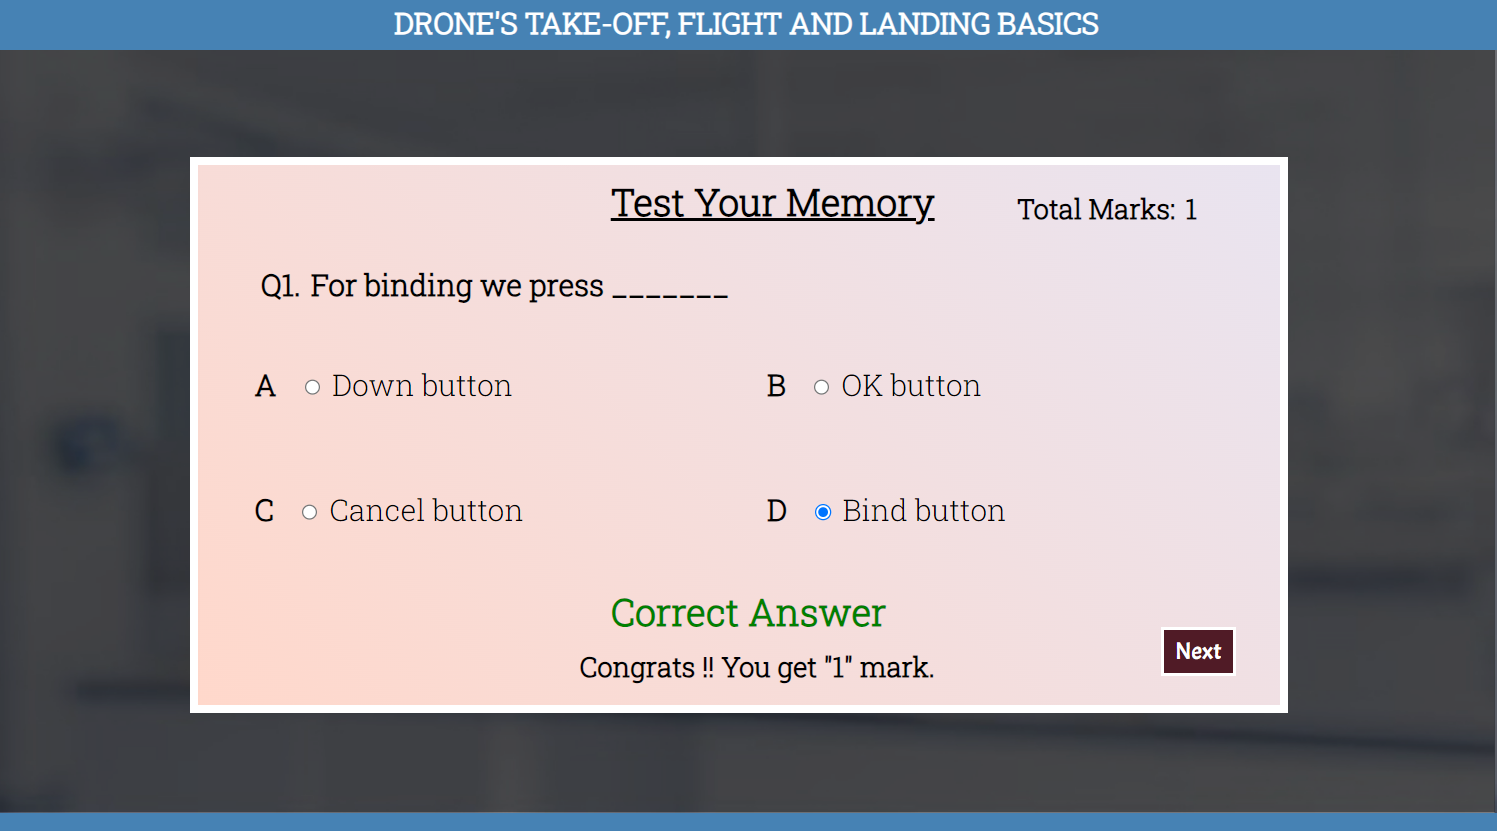 DRONE'S TAKE-OFF, FLIGHT AND LANDING BASICS
Test Your Memory
Total Marks: 1
Q1. For binding we press _______
A Down button
B OK button
C Cancel button
D Bind button
Correct Answer
Congrats !! You get "1" mark.
Next